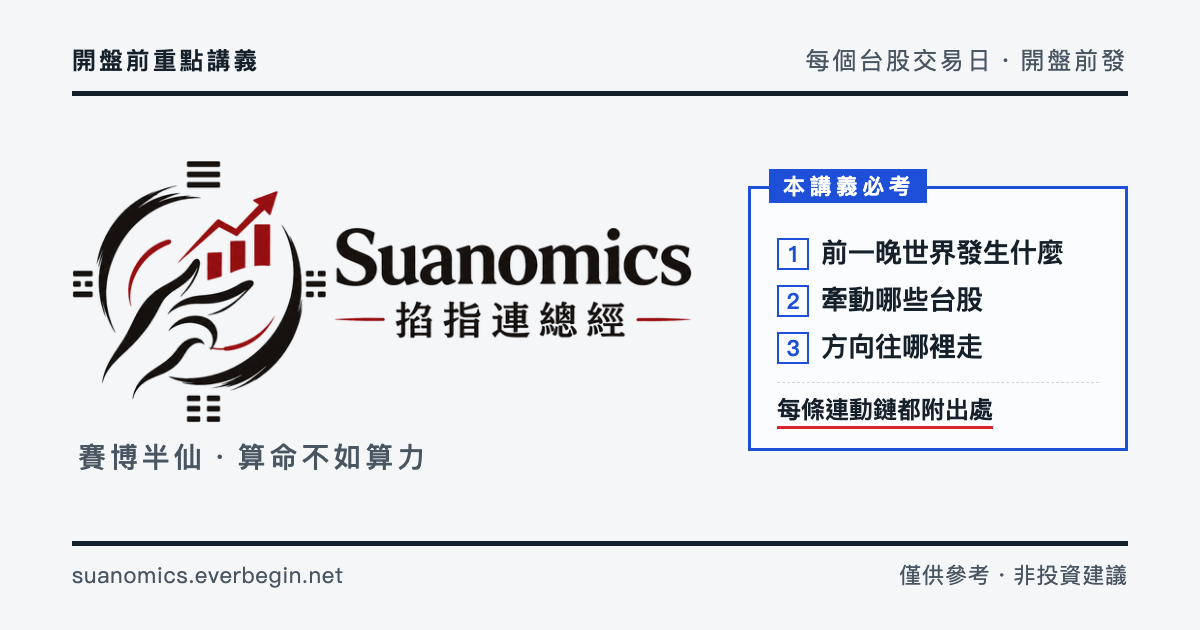 開盤前重點講義
每個台股交易日 · 開盤前發
Suanomics
掐指連總經
賽博半仙 · 算命不如算力
本講義必考
1 前一晚世界發生什麼
2 牽動哪些台股
3 方向往哪裡走
每條連動鏈都附出處
suanomics.everbegin.net
僅供參考 · 非投資建議